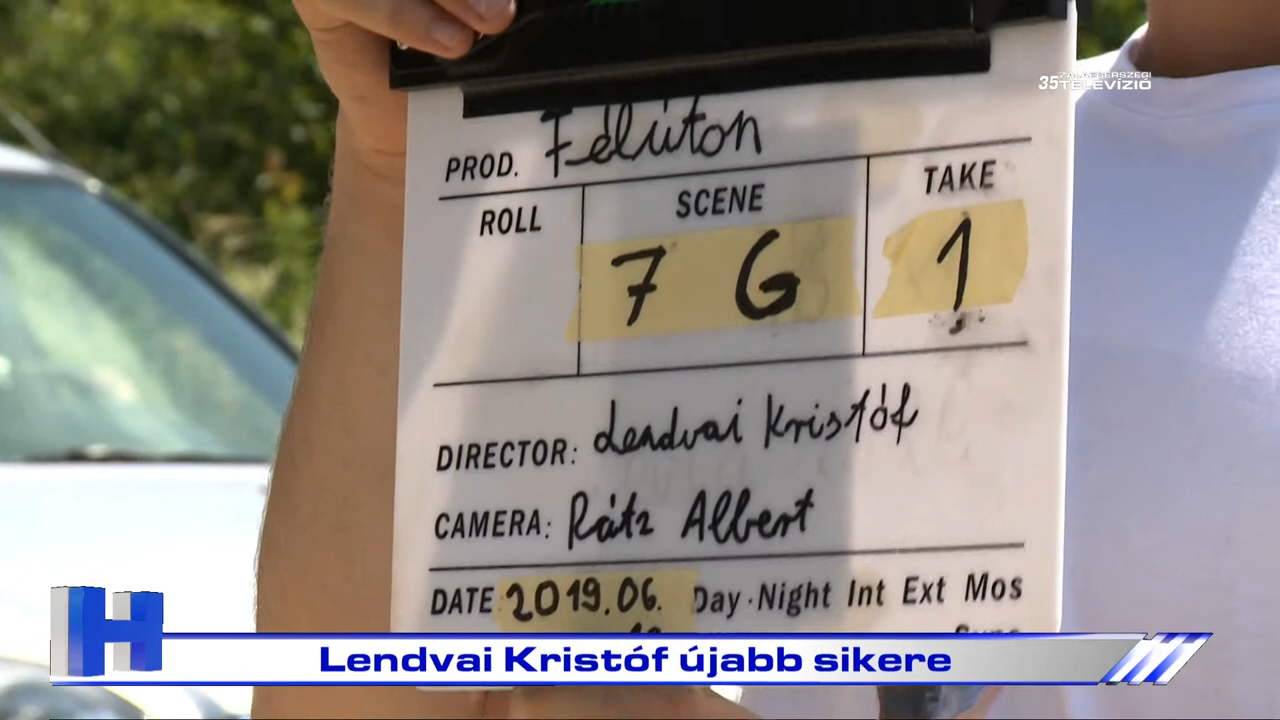 35 ZALAEGERSZEGI
TELEVÍZIÓ
PROD. Félúton
ROLL SCENE TAKE
7 G 1
DIRECTOR: Lendvai Kristóf
CAMERA: Rátz Albert
DATE 2019.06. Day·Night Int Ext Mos
H Lendvai Kristóf újabb sikere